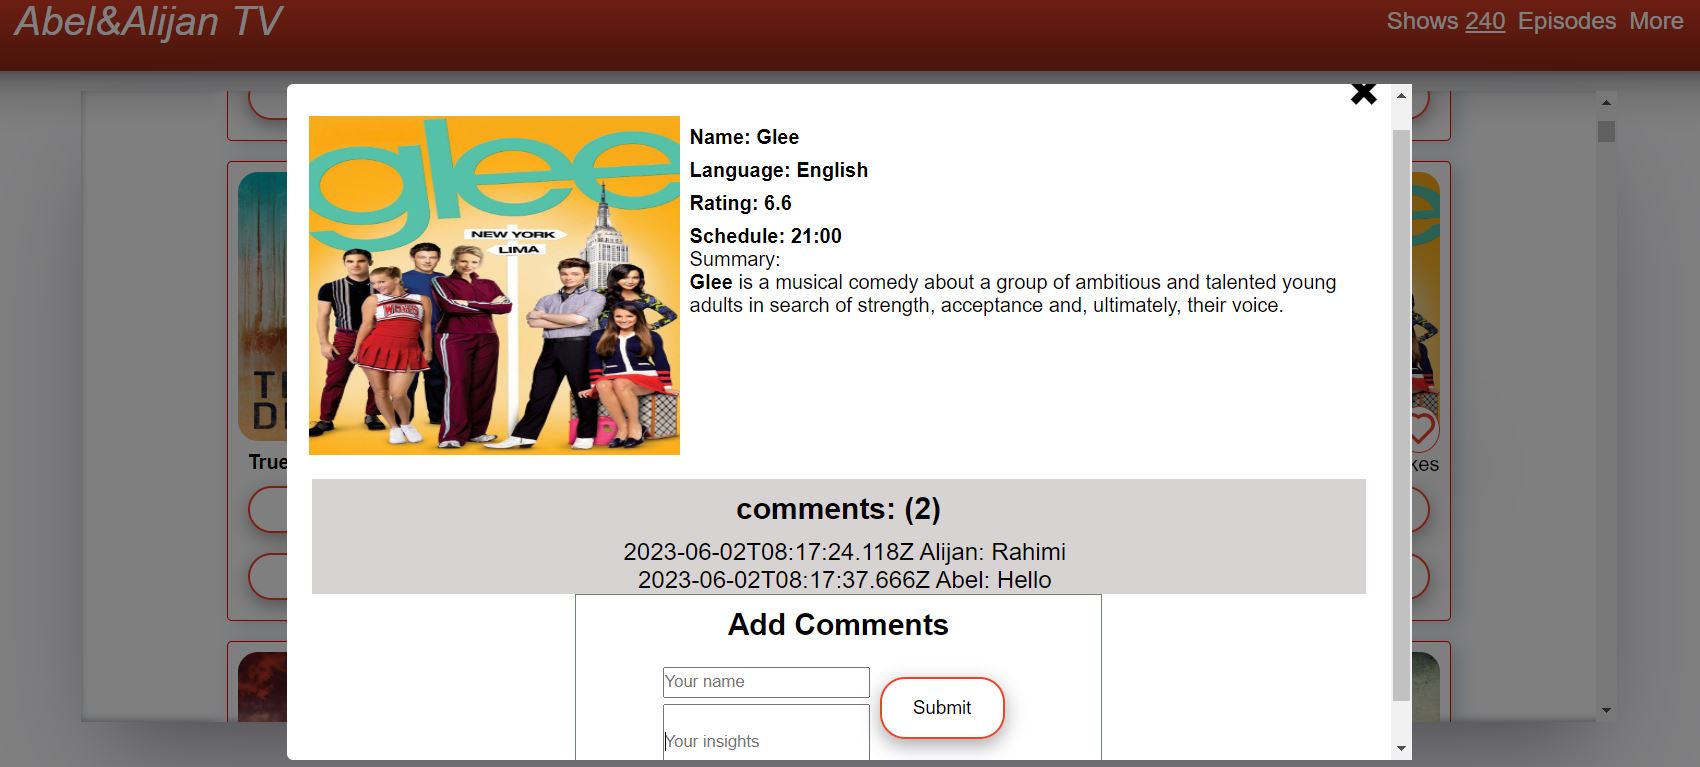 Abel&Alijan TV
Shows 240 Episodes More
glee
NEW YORK
LIMA
Name: Glee
Language: English
Rating: 6.6
Schedule: 21:00
Summary:
Glee is a musical comedy about a group of ambitious and talented young
adults in search of strength, acceptance and, ultimately, their voice.
True
comments: (2)
2023-06-02T08:17:24.118Z Alijan: Rahimi
2023-06-02T08:17:37.666Z Abel: Hello
Add Comments
Your name
Submit
Your insights